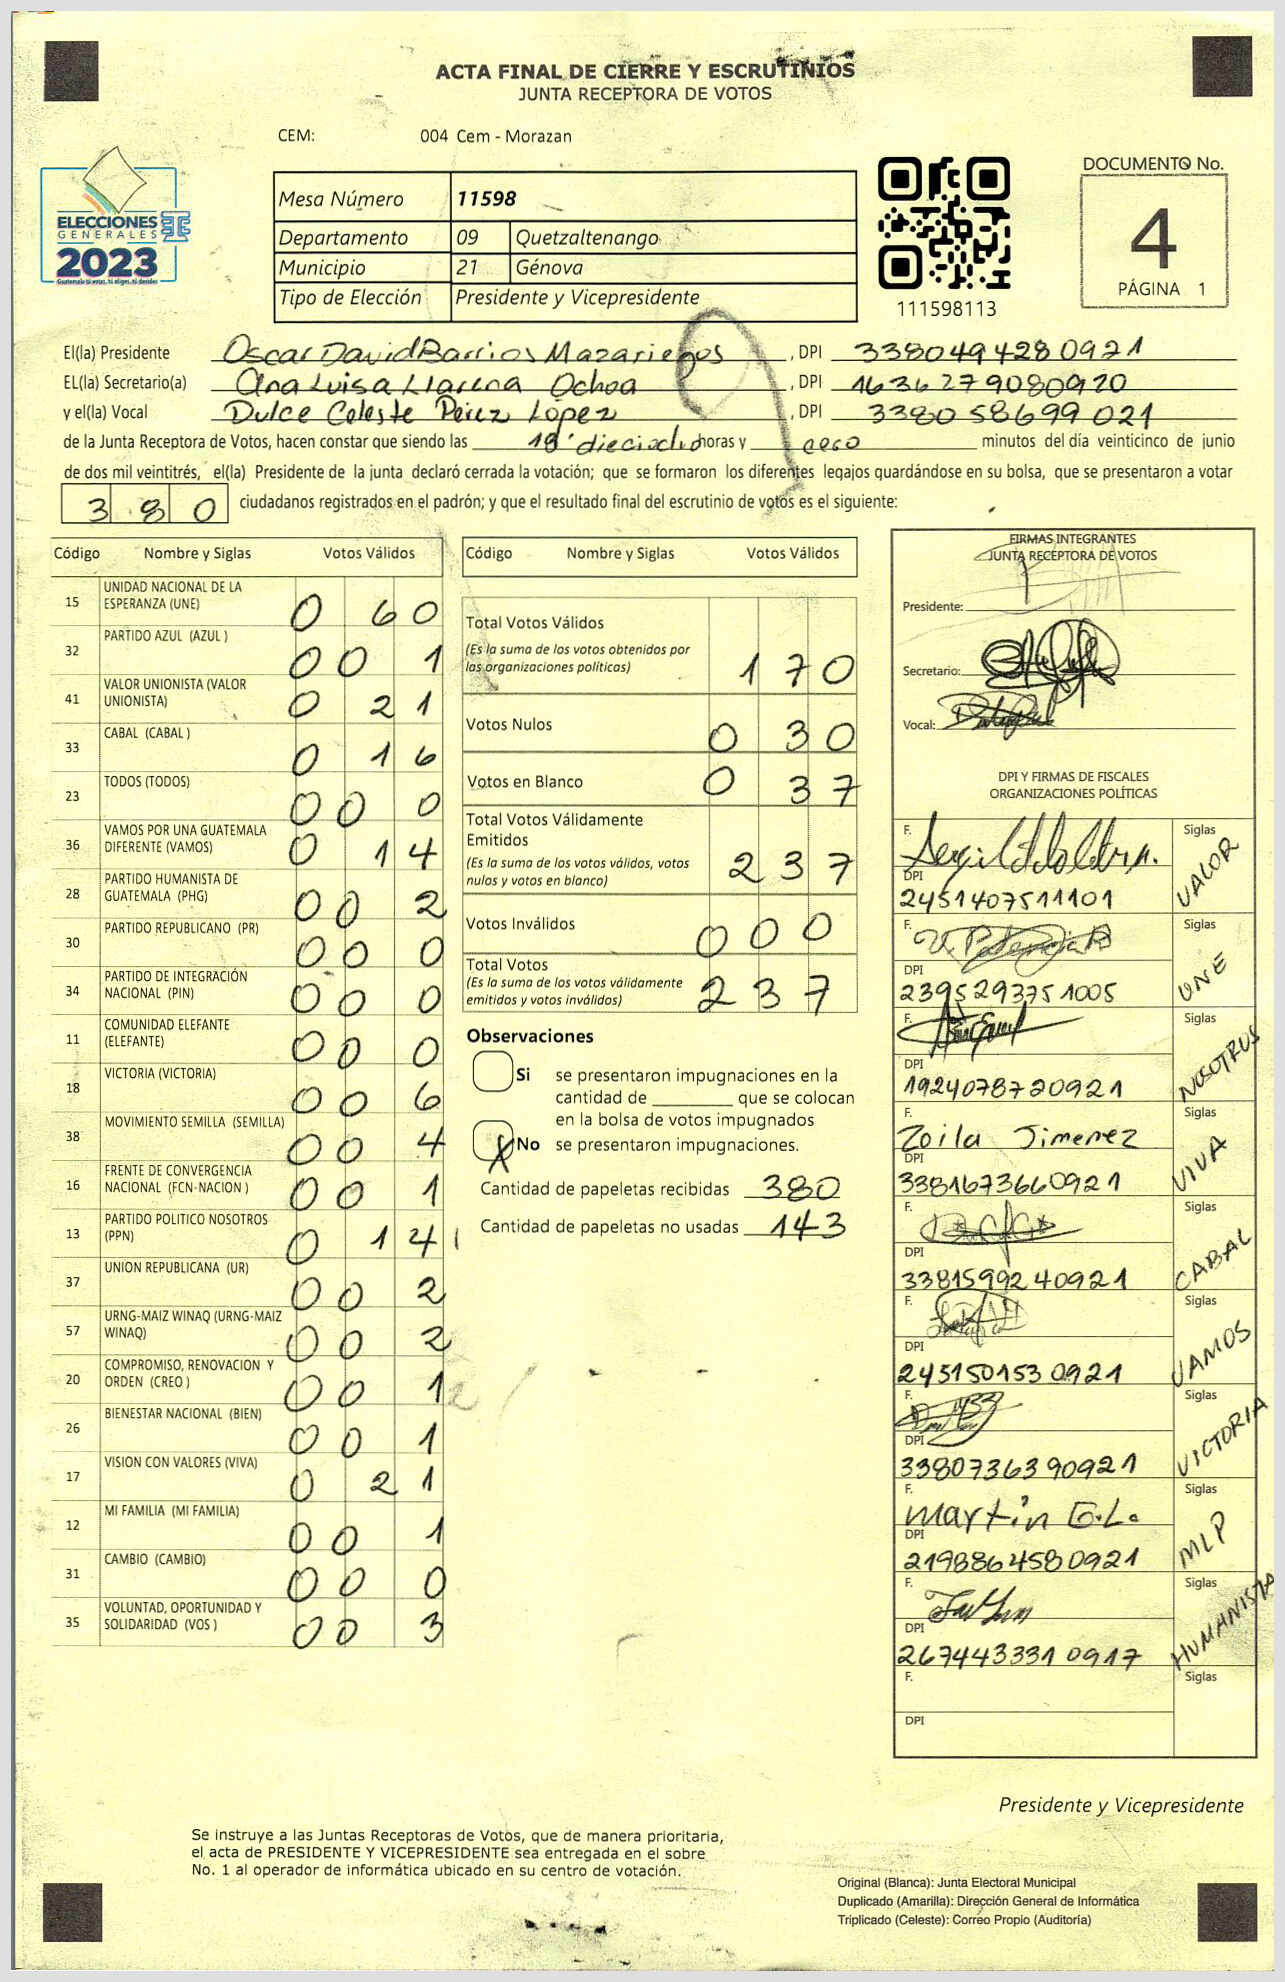 ACTA FINAL DE CIERRE Y ESCRUTINIOS
JUNTA RECEPTORA DE VOTOS
CEM: 004 Cem - Morazan
ELECCIONES
GENERALES
2023
Mesa Número 11598
Departamento 09 Quetzaltenango
Municipio 21 Génova
Tipo de Elección Presidente y Vicepresidente
111598113
DOCUMENTO No.
4
PÁGINA 1
El(la) Presidente Oscar David Barrios Mazariegos, DPI 3380494280921
EL(la) Secretario(a) Ana Luisa Llarena Ochoa, DPI 1636279080920
y el(la) Vocal Dulce Celeste Pérez López, DPI 338058699021
de la Junta Receptora de Votos, hacen constar que siendo las 18 dieciocho horas y cero minutos del día veinticinco de junio
de dos mil veintitrés, el(la) Presidente de la junta declaró cerrada la votación; que se formaron los diferentes legajos guardándose en su bolsa, que se presentaron a votar
380 ciudadanos registrados en el padrón; y que el resultado final del escrutinio de votos es el siguiente:
Código Nombre y Siglas Votos Válidos
15 UNIDAD NACIONAL DE LA ESPERANZA (UNE) 0 6 0
32 PARTIDO AZUL (AZUL ) 0 0 1
41 VALOR UNIONISTA (VALOR UNIONISTA) 0 2 1
33 CABAL (CABAL ) 0 1 6
23 TODOS (TODOS) 0 0 0
36 VAMOS POR UNA GUATEMALA DIFERENTE (VAMOS) 0 1 4
28 PARTIDO HUMANISTA DE GUATEMALA (PHG) 0 0 2
30 PARTIDO REPUBLICANO (PR) 0 0 0
34 PARTIDO DE INTEGRACIÓN NACIONAL (PIN) 0 0 0
11 COMUNIDAD ELEFANTE (ELEFANTE) 0 0 0
18 VICTORIA (VICTORIA) 0 0 6
38 MOVIMIENTO SEMILLA (SEMILLA) 0 0 4
16 FRENTE DE CONVERGENCIA NACIONAL (FCN-NACION ) 0 0 1
13 PARTIDO POLITICO NOSOTROS (PPN) 0 1 4
37 UNION REPUBLICANA (UR) 0 0 2
57 URNG-MAIZ WINAQ (URNG-MAIZ WINAQ) 0 0 2
20 COMPROMISO, RENOVACION Y ORDEN (CREO ) 0 0 1
26 BIENESTAR NACIONAL (BIEN) 0 0 1
17 VISION CON VALORES (VIVA) 0 2 1
12 MI FAMILIA (MI FAMILIA) 0 0 1
31 CAMBIO (CAMBIO) 0 0 0
35 VOLUNTAD, OPORTUNIDAD Y SOLIDARIDAD (VOS ) 0 0 3
Código Nombre y Siglas Votos Válidos
Total Votos Válidos
(Es la suma de los votos obtenidos por
las organizaciones políticas) 1 7 0
Votos Nulos 0 3 0
Votos en Blanco 0 3 7
Total Votos Válidamente
Emitidos
(Es la suma de los votos válidos, votos
nulos y votos en blanco) 2 3 7
Votos Inválidos 0 0 0
Total Votos
(Es la suma de los votos válidamente
emitidos y votos inválidos) 2 3 7
Observaciones
Si se presentaron impugnaciones en la
cantidad de ________ que se colocan
en la bolsa de votos impugnados
X No se presentaron impugnaciones.
Cantidad de papeletas recibidas 380
Cantidad de papeletas no usadas 143
FIRMAS INTEGRANTES
JUNTA RECEPTORA DE VOTOS
Presidente:
Secretario:
Vocal:
DPI Y FIRMAS DE FISCALES
ORGANIZACIONES POLÍTICAS
F. Siglas VALOR
DPI
2451407511101
F. Siglas UNE
DPI
2395293751005
F. Siglas NOSOTRUS
DPI
1924078720921
F. Zoila Jimenez Siglas VIVA
DPI
3381673660921
F. Siglas CABAL
DPI
3381599240921
F. Siglas VAMOS
DPI
2451501530921
F. Siglas VICTORIA
DPI
3380736390921
F. Martin G.L. Siglas MLP
DPI
2198864580921
F. Siglas HUMANISTA
DPI
2674433310917
F. Siglas
DPI
Presidente y Vicepresidente
Se instruye a las Juntas Receptoras de Votos, que de manera prioritaria,
el acta de PRESIDENTE Y VICEPRESIDENTE sea entregada en el sobre
No. 1 al operador de informática ubicado en su centro de votación.
Original (Blanca): Junta Electoral Municipal
Duplicado (Amarilla): Dirección General de Informática
Triplicado (Celeste): Correo Propio (Auditoría)